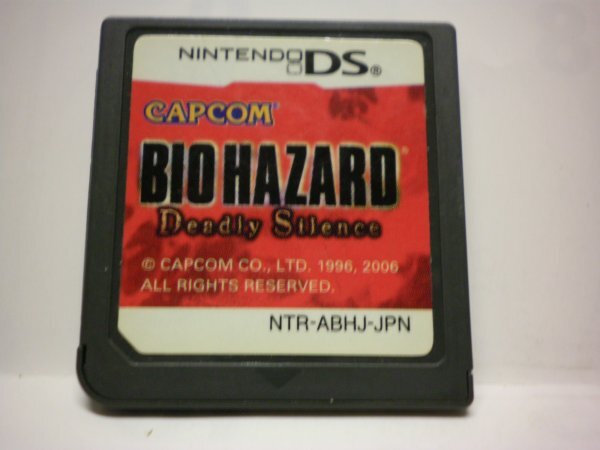 NINTENDO DS®
CAPCOM®
BIOHAZARD®
Deadly Silence
© CAPCOM CO., LTD. 1996, 2006
ALL RIGHTS RESERVED.
NTR-ABHJ-JPN